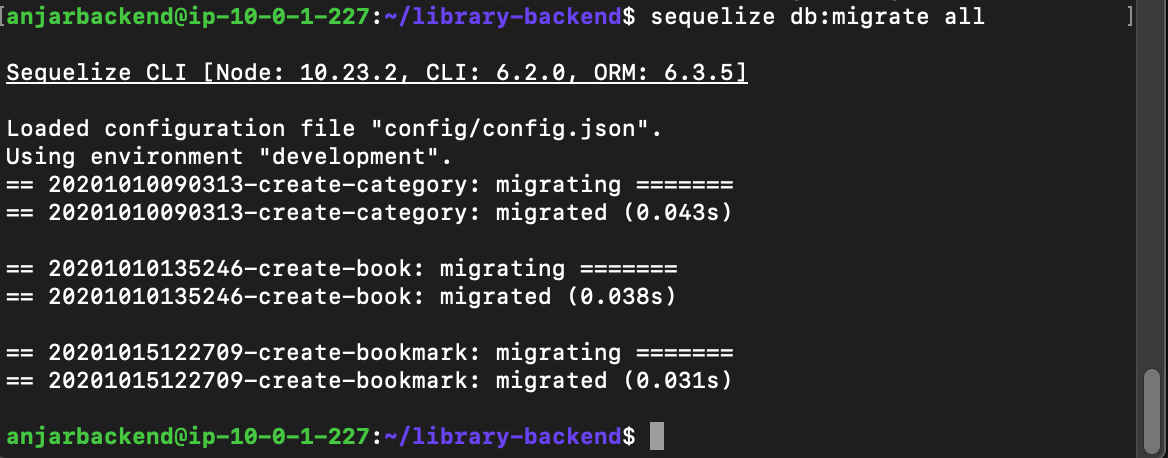 [anjarbackend@ip-10-0-1-227:~/library-backend$ sequelize db:migrate all ]
Sequelize CLI [Node: 10.23.2, CLI: 6.2.0, ORM: 6.3.5]
Loaded configuration file "config/config.json".
Using environment "development".
== 20201010090313-create-category: migrating =======
== 20201010090313-create-category: migrated (0.043s)
== 20201010135246-create-book: migrating =======
== 20201010135246-create-book: migrated (0.038s)
== 20201015122709-create-bookmark: migrating =======
== 20201015122709-create-bookmark: migrated (0.031s)
anjarbackend@ip-10-0-1-227:~/library-backend$